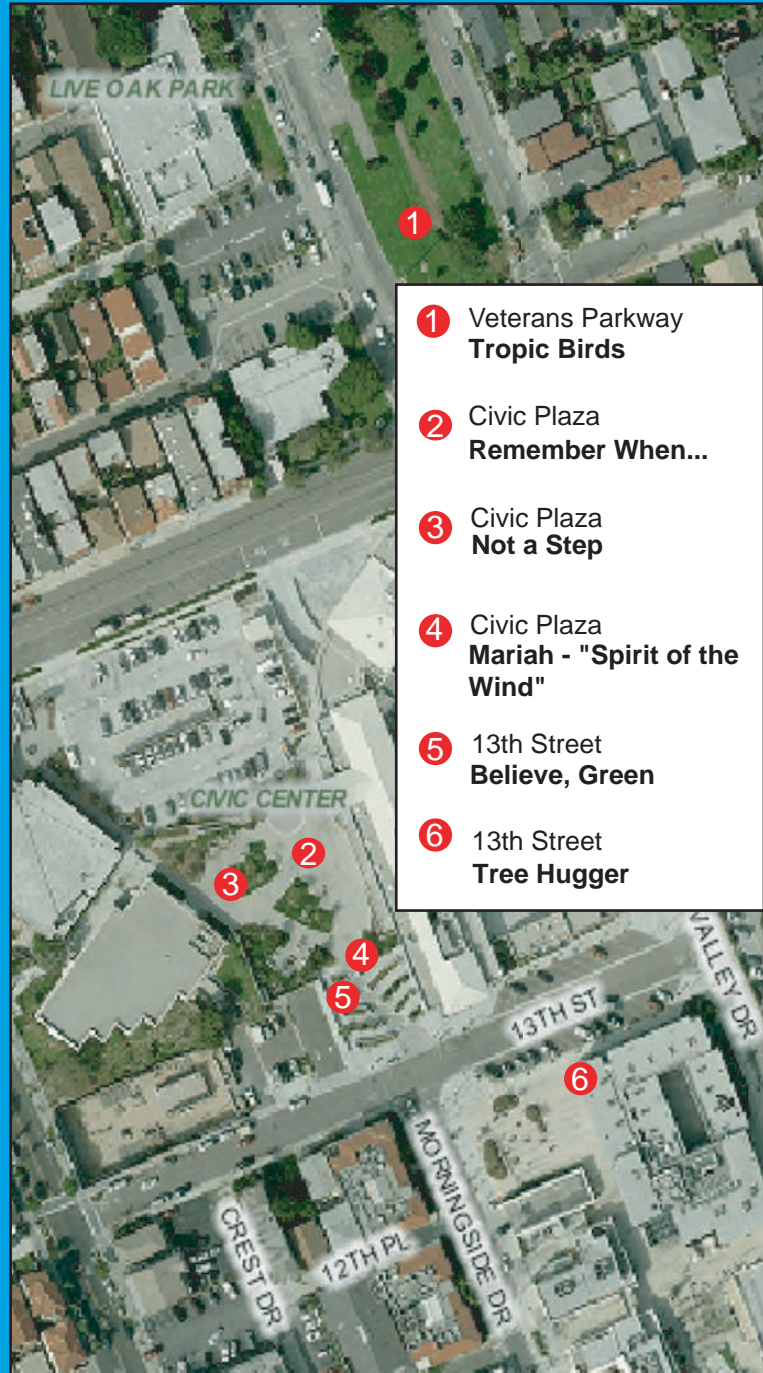 LIVE OAK PARK
1
1 Veterans Parkway
Tropic Birds
2 Civic Plaza
Remember When...
3 Civic Plaza
Not a Step
4 Civic Plaza
Mariah - "Spirit of the
Wind"
5 13th Street
Believe, Green
6 13th Street
Tree Hugger
CIVIC CENTER
2
3
4
5
VALLEY DR
13TH ST
6
MORNINGSIDE DR
CREST DR
12TH PL